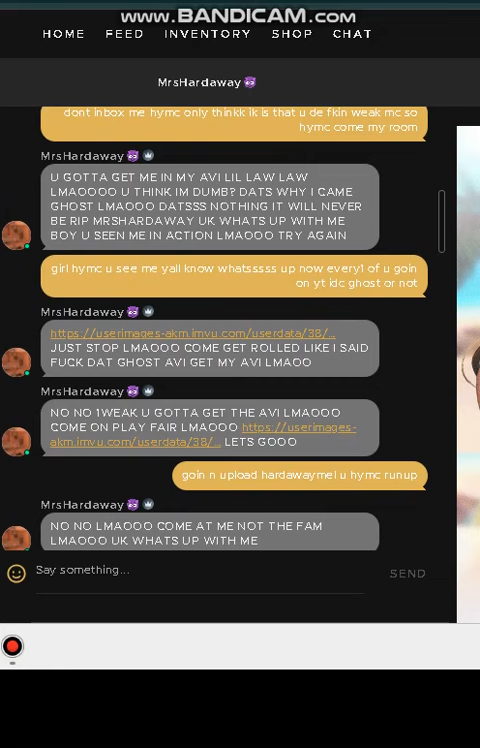 www.BANDICAM.com
HOME FEED INVENTORY SHOP CHAT
MrsHardaway😈
dont inbox me hymc only thinkk ik is that u de fkin weak mc so
hymc come my room
MrsHardaway😈
U GOTTA GET ME IN MY AVI LIL LAW LAW
LMAOOOO U THINK IM DUMB? DATS WHY I CAME
GHOST LMAOOO DATSSS NOTHING IT WILL NEVER
BE RIP MRSHARDAWAY UK WHATS UP WITH ME
BOY U SEEN ME IN ACTION LMAOOO TRY AGAIN
girl hymc u see me yall know whatsssss up now every1 of u goin
on yt idc ghost or not
MrsHardaway😈
https://userimages-akm.imvu.com/userdata/38/...
JUST STOP LMAOOO COME GET ROLLED LIKE I SAID
FUCK DAT GHOST AVI GET MY AVI LMAOO
MrsHardaway😈
NO NO 1WEAK U GOTTA GET THE AVI LMAOOO
COME ON PLAY FAIR LMAOOO https://userimages-
akm.imvu.com/userdata/38/... LETS GOOO
goin n upload hardawaymel u hymc runup
MrsHardaway😈
NO NO LMAOOO COME AT ME NOT THE FAM
LMAOOO UK WHATS UP WITH ME
Say something...
SEND